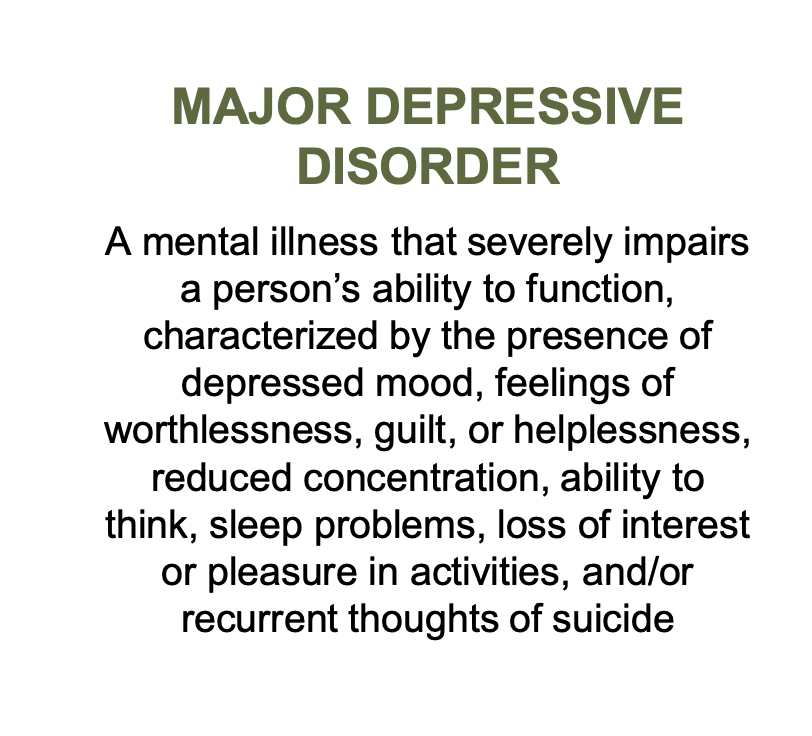 MAJOR DEPRESSIVE
DISORDER
A mental illness that severely impairs
a person’s ability to function,
characterized by the presence of
depressed mood, feelings of
worthlessness, guilt, or helplessness,
reduced concentration, ability to
think, sleep problems, loss of interest
or pleasure in activities, and/or
recurrent thoughts of suicide